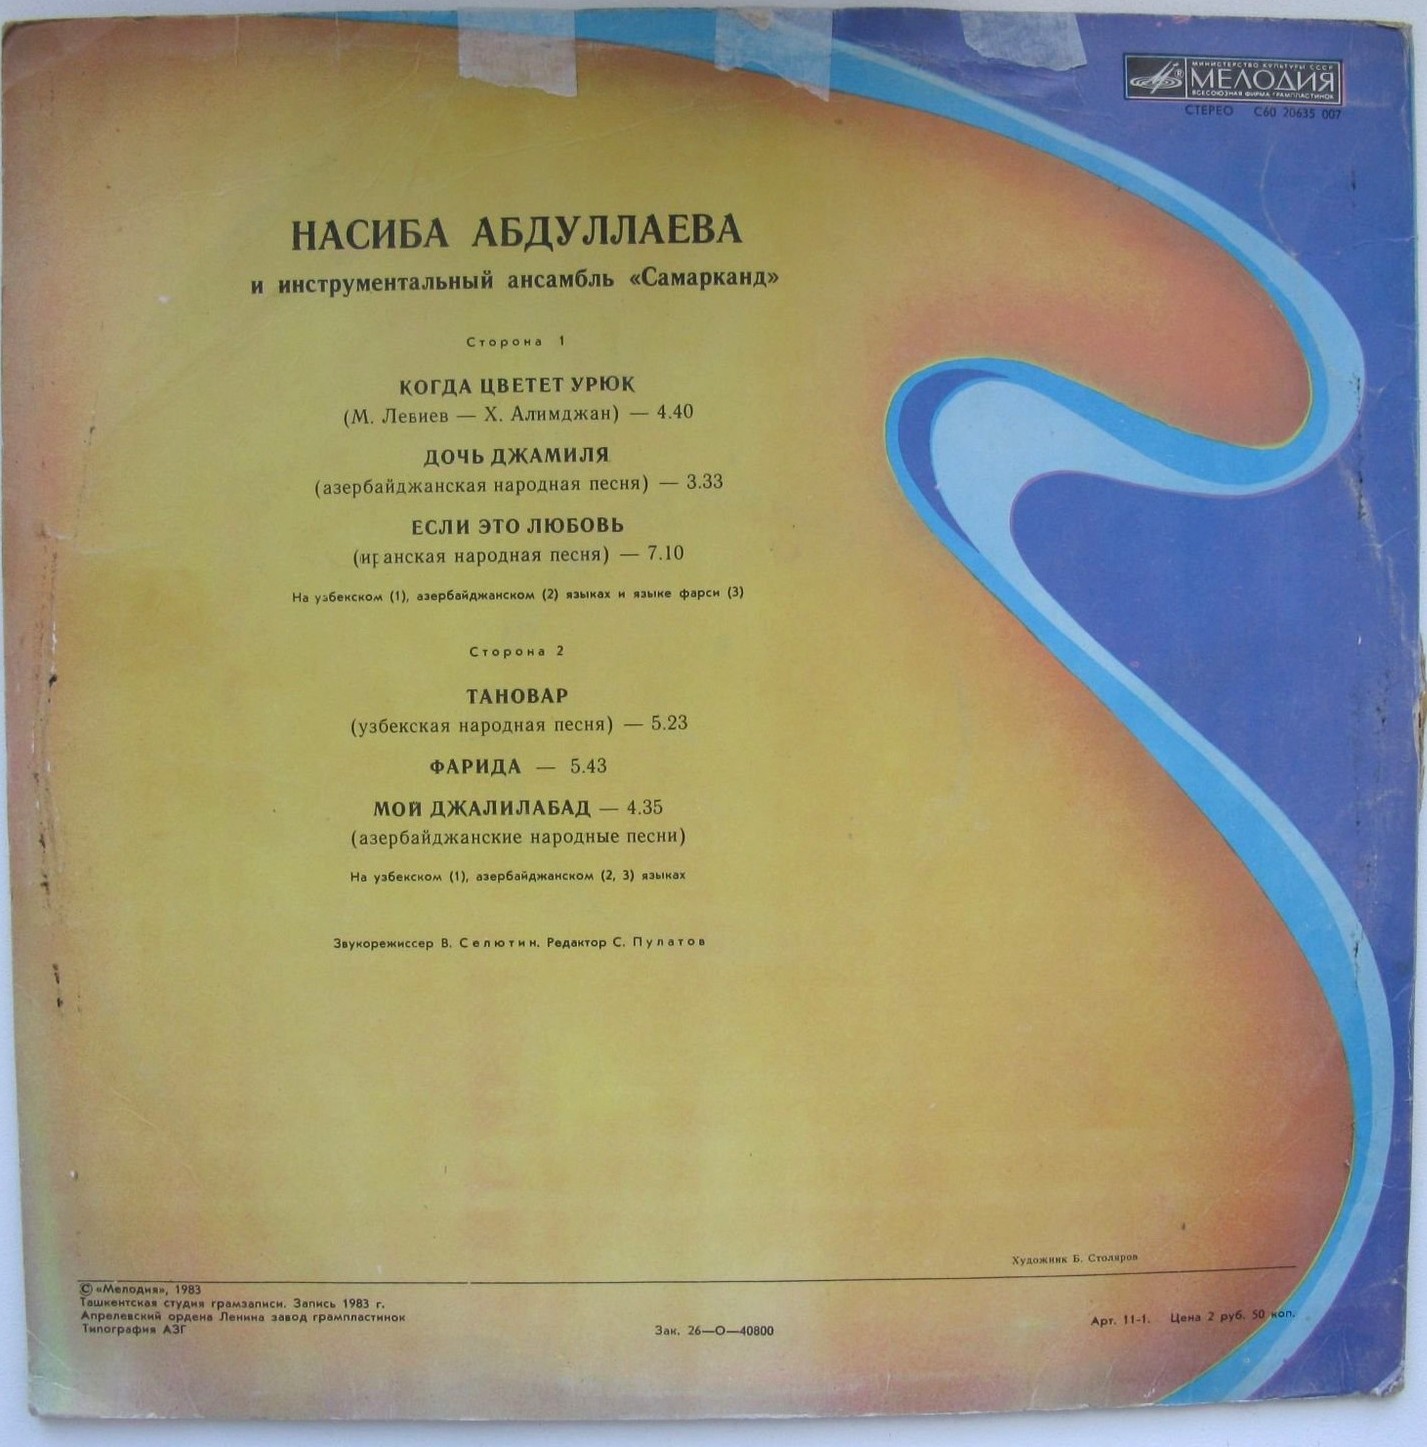 МИНИСТЕРСТВО КУЛЬТУРЫ СССР
МЕЛОДИЯ
ВСЕСОЮЗНАЯ ФИРМА ГРАМПЛАСТИНОК
СТЕРЕО С60 20635 007
НАСИБА АБДУЛЛАЕВА
и инструментальный ансамбль «Самарканд»
Сторона 1
КОГДА ЦВЕТЕТ УРЮК
(М. Левиев — Х. Алимджан) — 4.40
ДОЧЬ ДЖАМИЛЯ
(азербайджанская народная песня) — 3.33
ЕСЛИ ЭТО ЛЮБОВЬ
(иранская народная песня) — 7.10
На узбекском (1), азербайджанском (2) языках и языке фарси (3)
Сторона 2
ТАНОВАР
(узбекская народная песня) — 5.23
ФАРИДА — 5.43
МОЙ ДЖАЛИЛАБАД — 4.35
(азербайджанские народные песни)
На узбекском (1), азербайджанском (2, 3) языках
Звукорежиссер В. Селютин. Редактор С. Пулатов
Художник Б. Столяров
© «Мелодия», 1983
Ташкентская студия грамзаписи. Запись 1983 г.
Апрелевский ордена Ленина завод грампластинок
Типография АЗГ
Зак. 26—О—40800
Арт. 11-1. Цена 2 руб. 50 коп.